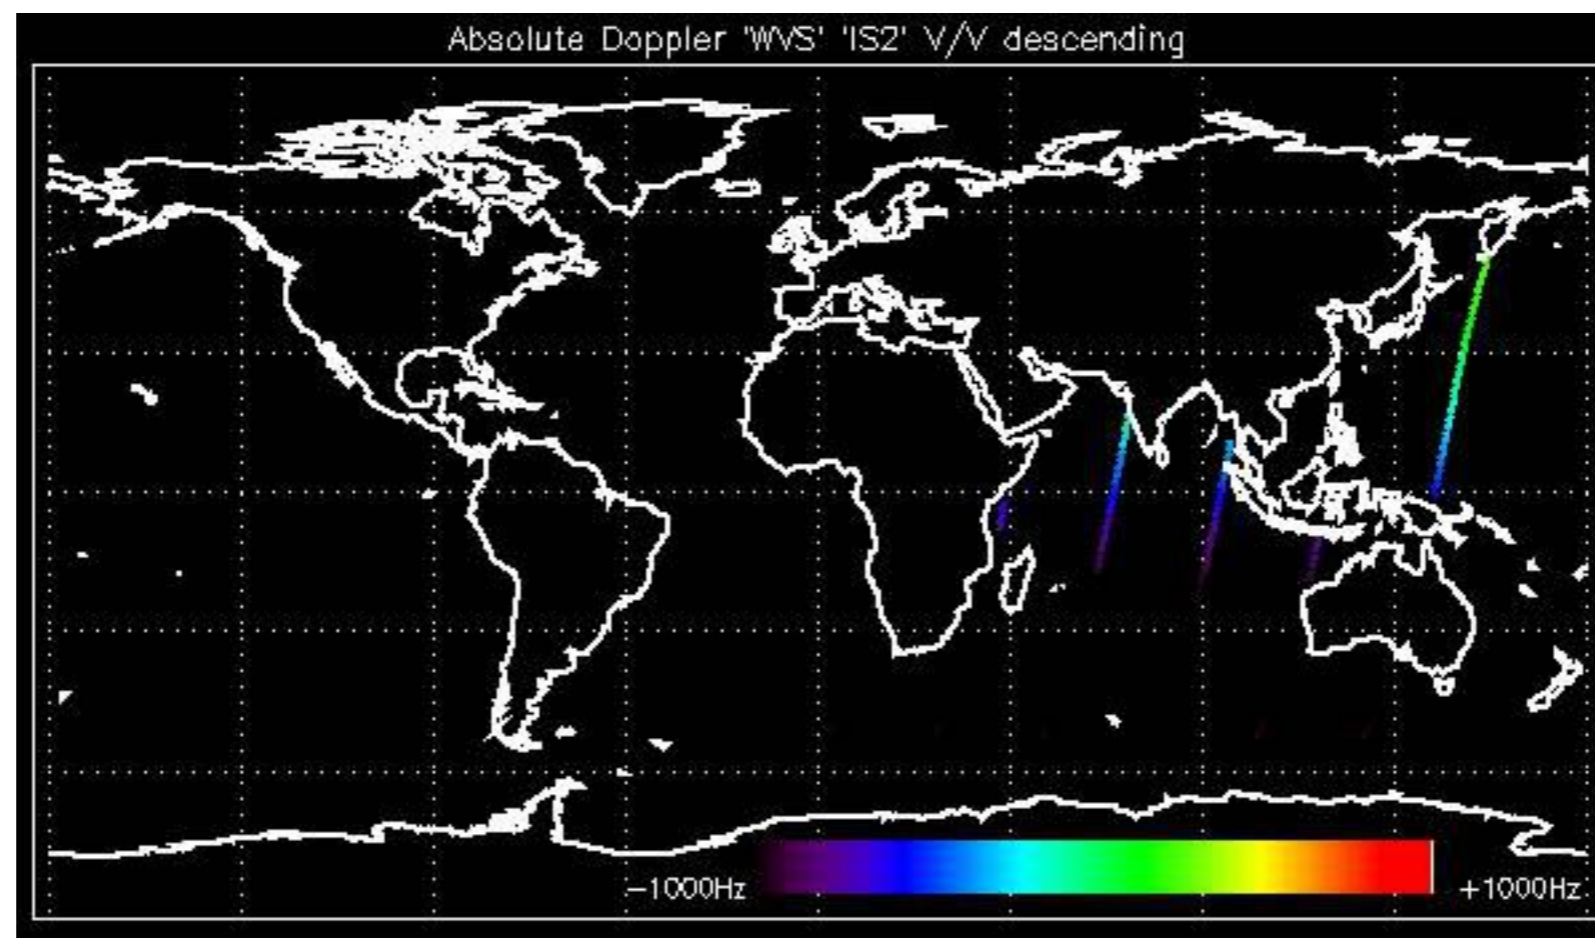 Absolute Doppler 'WVS' 'IS2' V/V descending
−1000Hz
+1000Hz